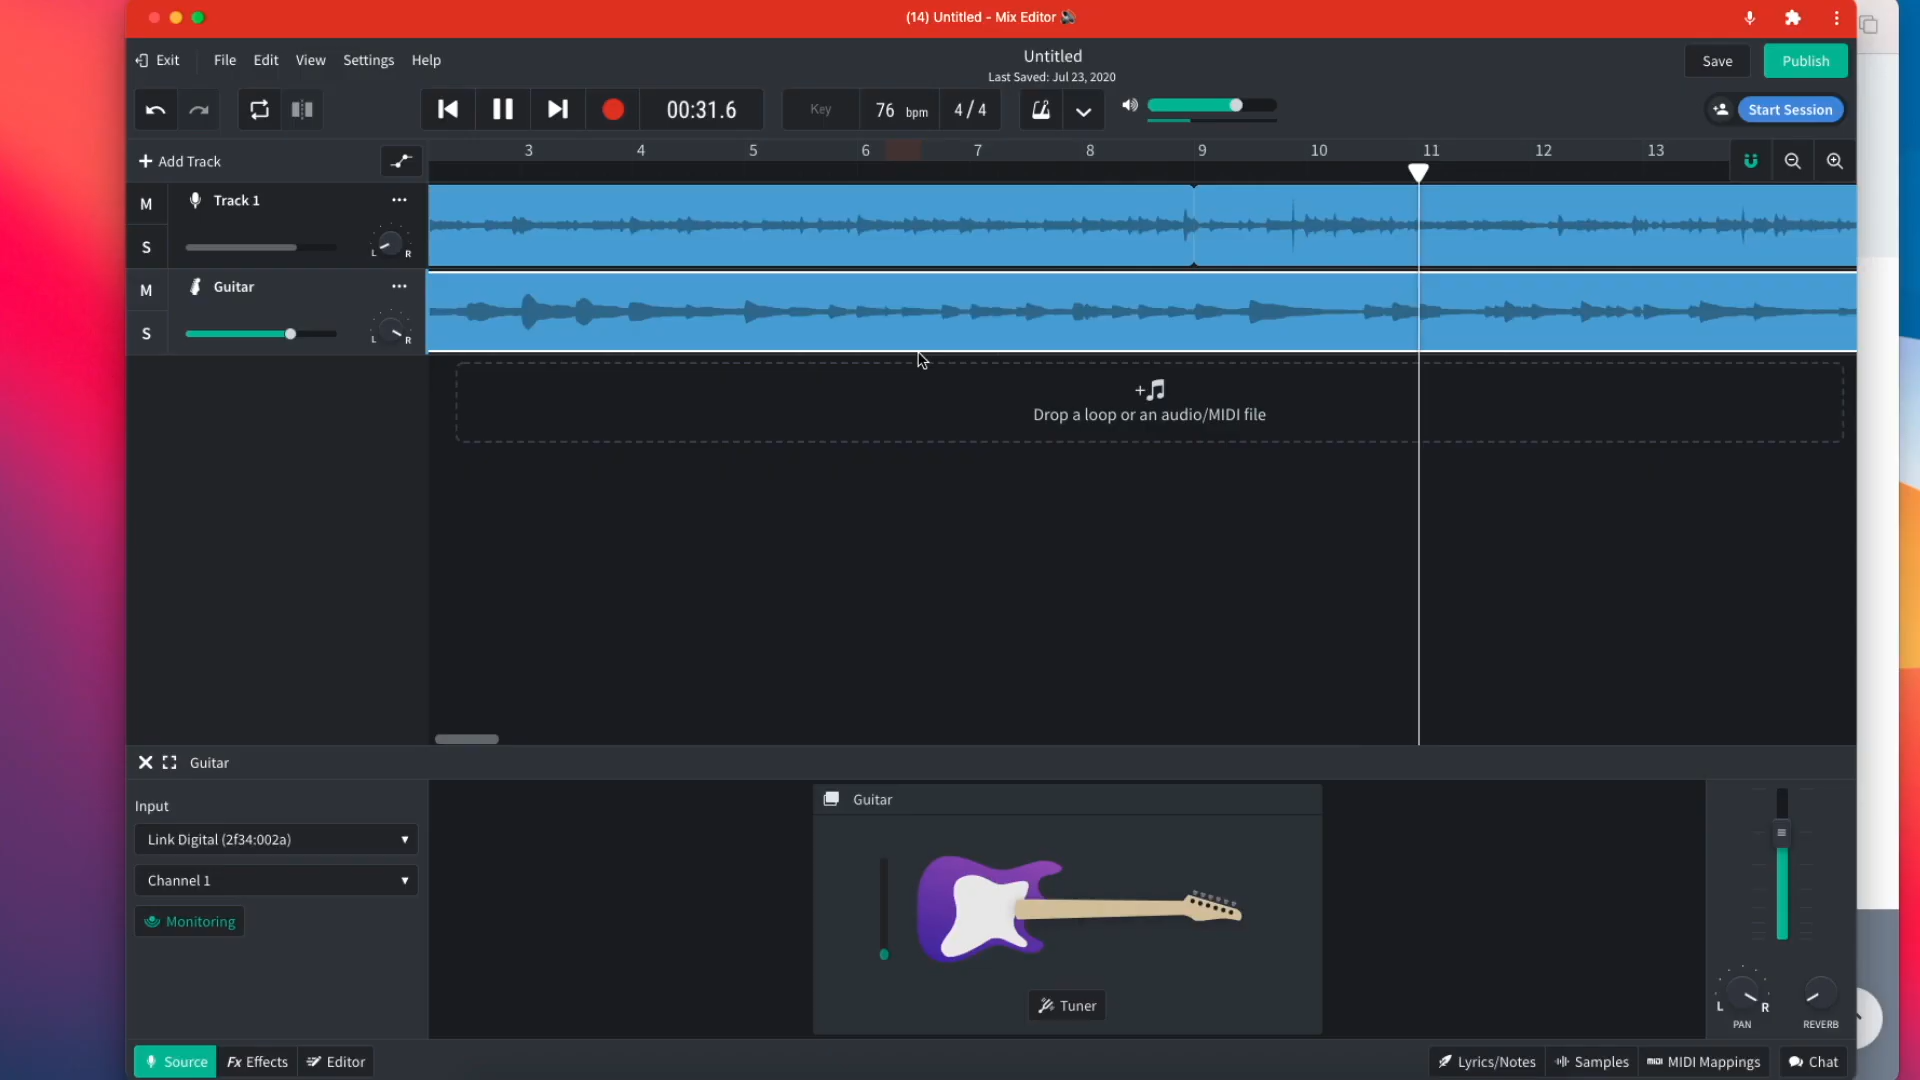 (14) Untitled - Mix Editor
Exit File Edit View Settings Help
Untitled
Last Saved: Jul 23, 2020
Save Publish
00:31.6 Key 76 bpm 4 / 4 Start Session
+ Add Track
3 4 5 6 7 8 9 10 11 12 13
M Track 1 ...
S L R
M Guitar ...
S L R
Drop a loop or an audio/MIDI file
Guitar
Input
Link Digital (2f34:002a)
Channel 1
Monitoring
Guitar
Tuner
L R
PAN REVERB
Source Fx Effects Editor
Lyrics/Notes Samples MIDI MIDI Mappings Chat